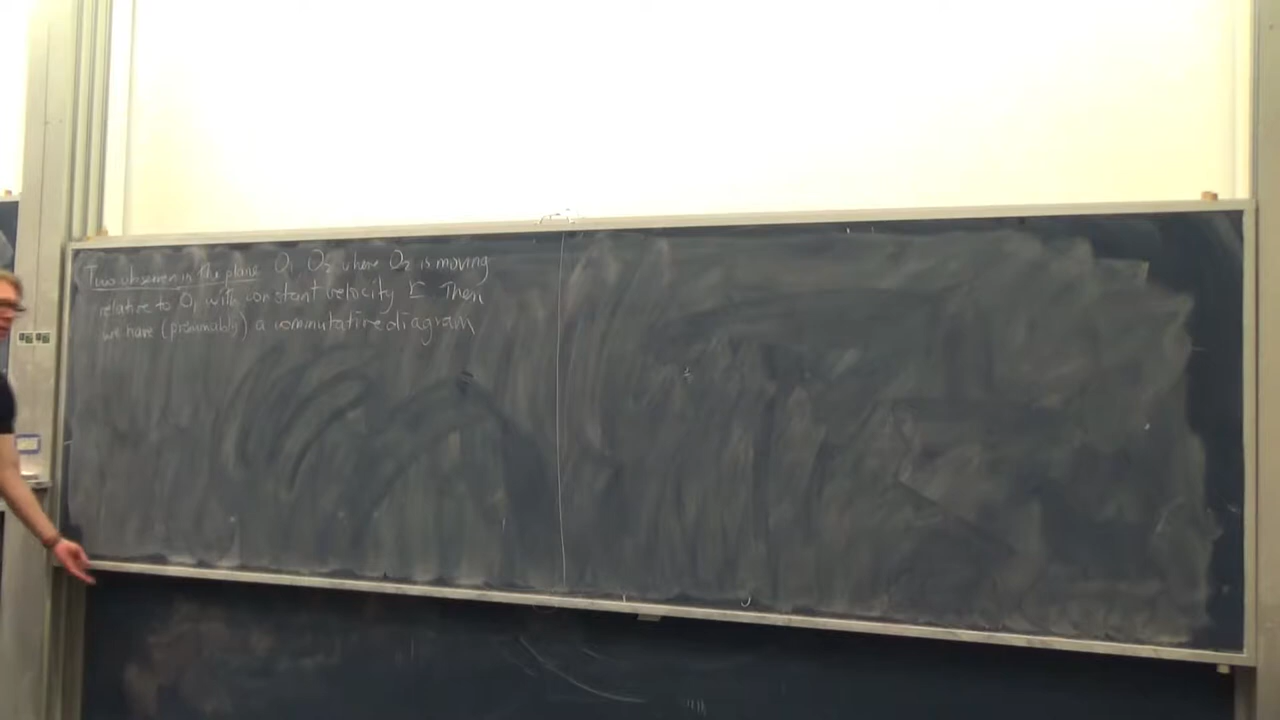 Two observers in the plane O₁ O₂ where O₂ is moving
relative to O₁ with constant velocity v. Then
we have (presumably) a commutative diagram